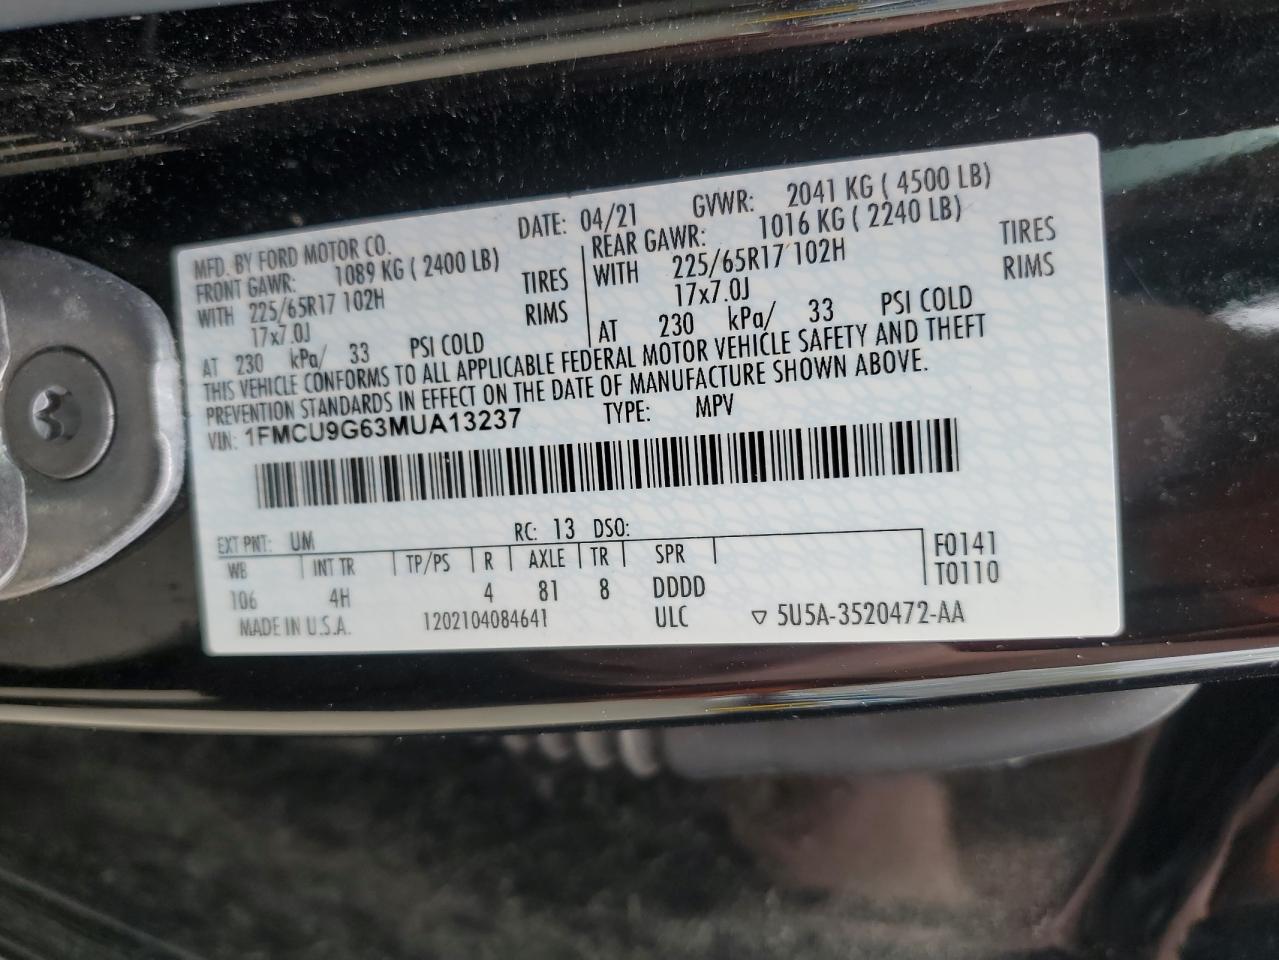 MFD. BY FORD MOTOR CO. DATE: 04/21 GVWR: 2041 KG ( 4500 LB)
FRONT GAWR: 1089 KG ( 2400 LB) REAR GAWR: 1016 KG ( 2240 LB)
WITH 225/65R17 102H TIRES WITH 225/65R17 102H TIRES
17x7.0J RIMS 17x7.0J RIMS
AT 230 kPa/ 33 PSI COLD AT 230 kPa/ 33 PSI COLD
THIS VEHICLE CONFORMS TO ALL APPLICABLE FEDERAL MOTOR VEHICLE SAFETY AND THEFT
PREVENTION STANDARDS IN EFFECT ON THE DATE OF MANUFACTURE SHOWN ABOVE.
VIN: 1FMCU9G63MUA13237 TYPE: MPV
EXT PNT: UM RC: 13 DSO:
WB INT TR TP/PS R AXLE TR SPR F0141
106 4H 4 81 8 DDDD T0110
MADE IN U.S.A. 1202104084641 ULC ▽ 5U5A-3520472-AA